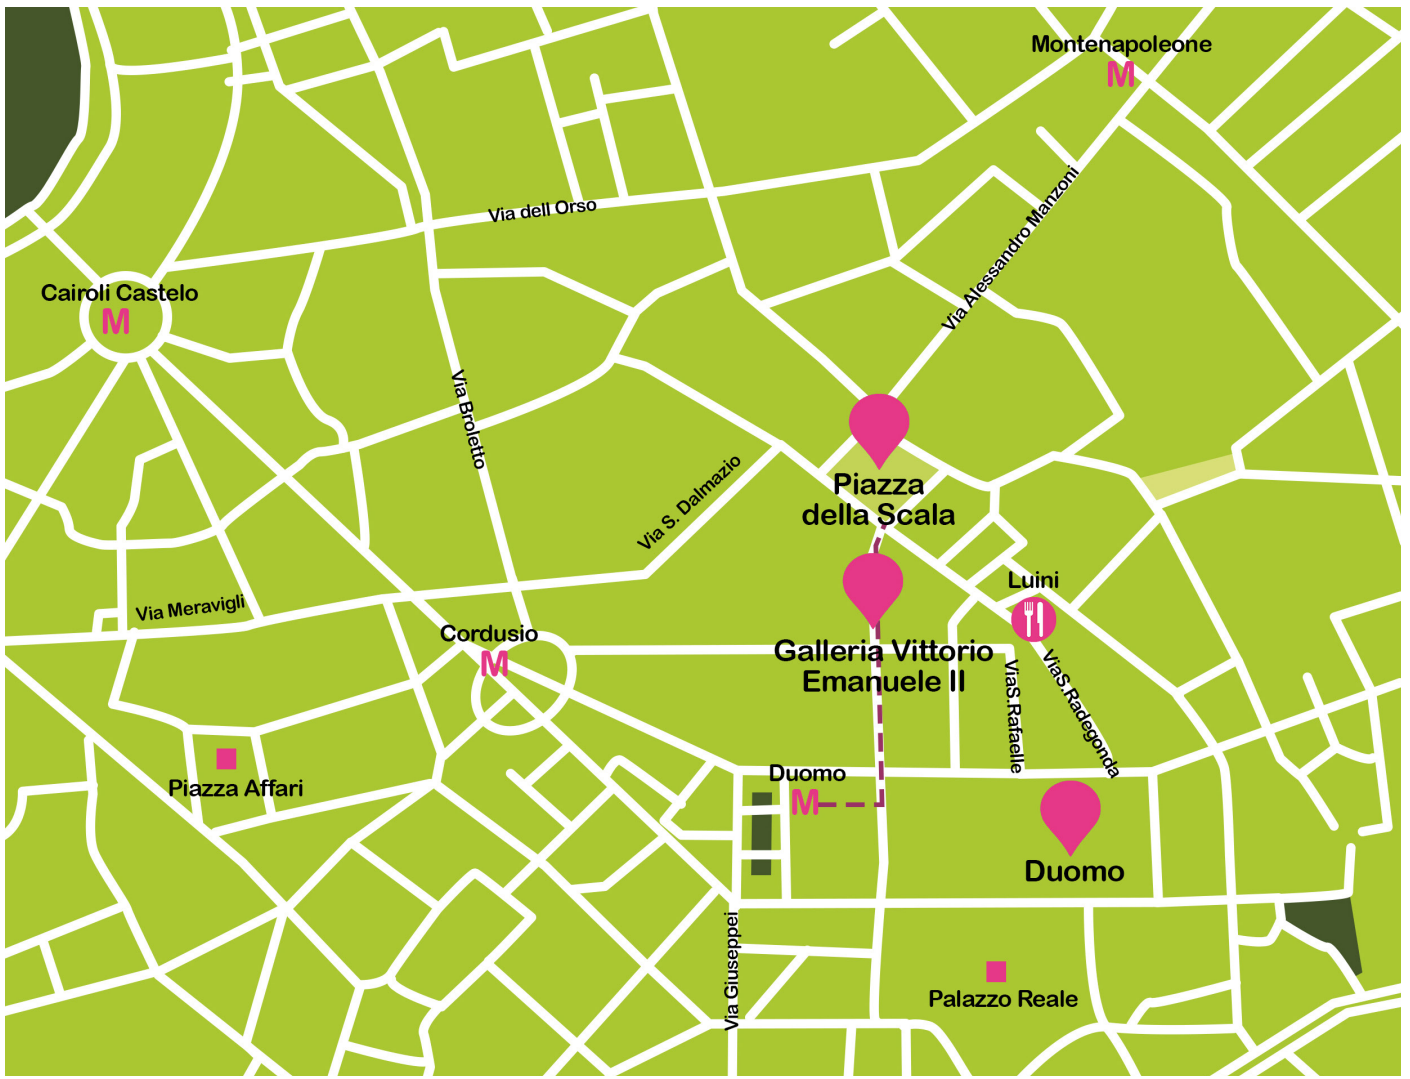 Montenapoleone
M
Via dell Orso
Via Alessandro Manzoni
Cairoli Castelo
M
Via Broletto
Via S. Dalmazio
Piazza
della Scala
Luini
Via Meravigli
Cordusio
M
Galleria Vittorio
Emanuele II
ViaS.Rafaelle
ViaS.Radegonda
Piazza Affari
Duomo
M
Duomo
Via Giuseppei
Palazzo Reale